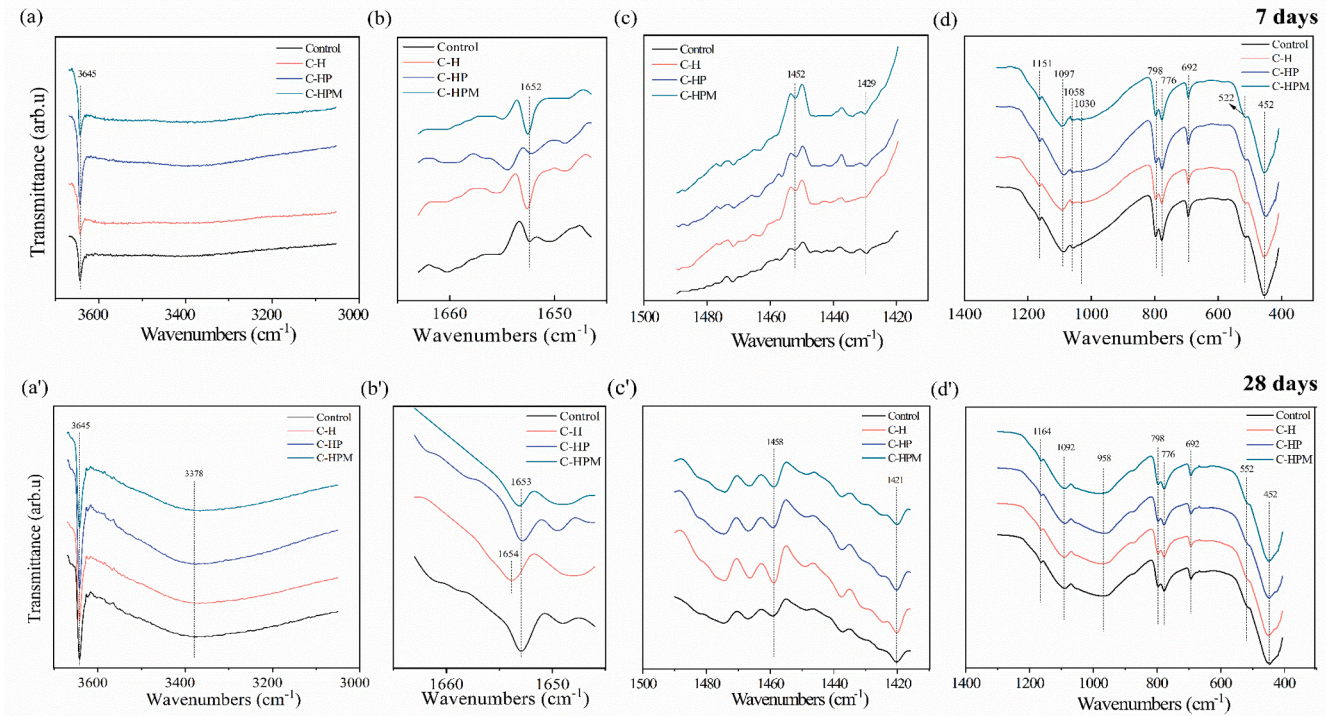 (a)
(b)
(c)
(d)
7 days
Control
C-H
C-HP
C-HPM
3645
Transmittance (arb.u)
3600
3400
3200
3000
Wavenumbers (cm-1)
Control
C-H
C-HP
C-HPM
1652
1660
1650
Wavenumbers (cm-1)
Control
C-H
C-HP
C-HPM
1452
1429
1500
1480
1460
1440
1420
Wavenumbers (cm-1)
1151
1097
1058
1030
798
776
692
522
452
Control
C-H
C-HP
C-HPM
1400
1200
1000
800
600
400
Wavenumbers (cm-1)
(a')
(b')
(c')
(d')
28 days
3645
3378
Control
C-H
C-HP
C-HPM
Transmittance (arb.u)
3600
3400
3200
3000
Wavenumbers (cm-1)
Control
C-H
C-HP
C-HPM
1653
1654
1660
1650
Wavenumbers (cm-1)
1458
1421
Control
C-H
C-HP
C-HPM
1500
1480
1460
1440
1420
Wavenumbers (cm-1)
1164
1092
958
798
776
692
552
452
Control
C-H
C-HP
C-HPM
1400
1200
1000
800
600
400
Wavenumbers (cm-1)